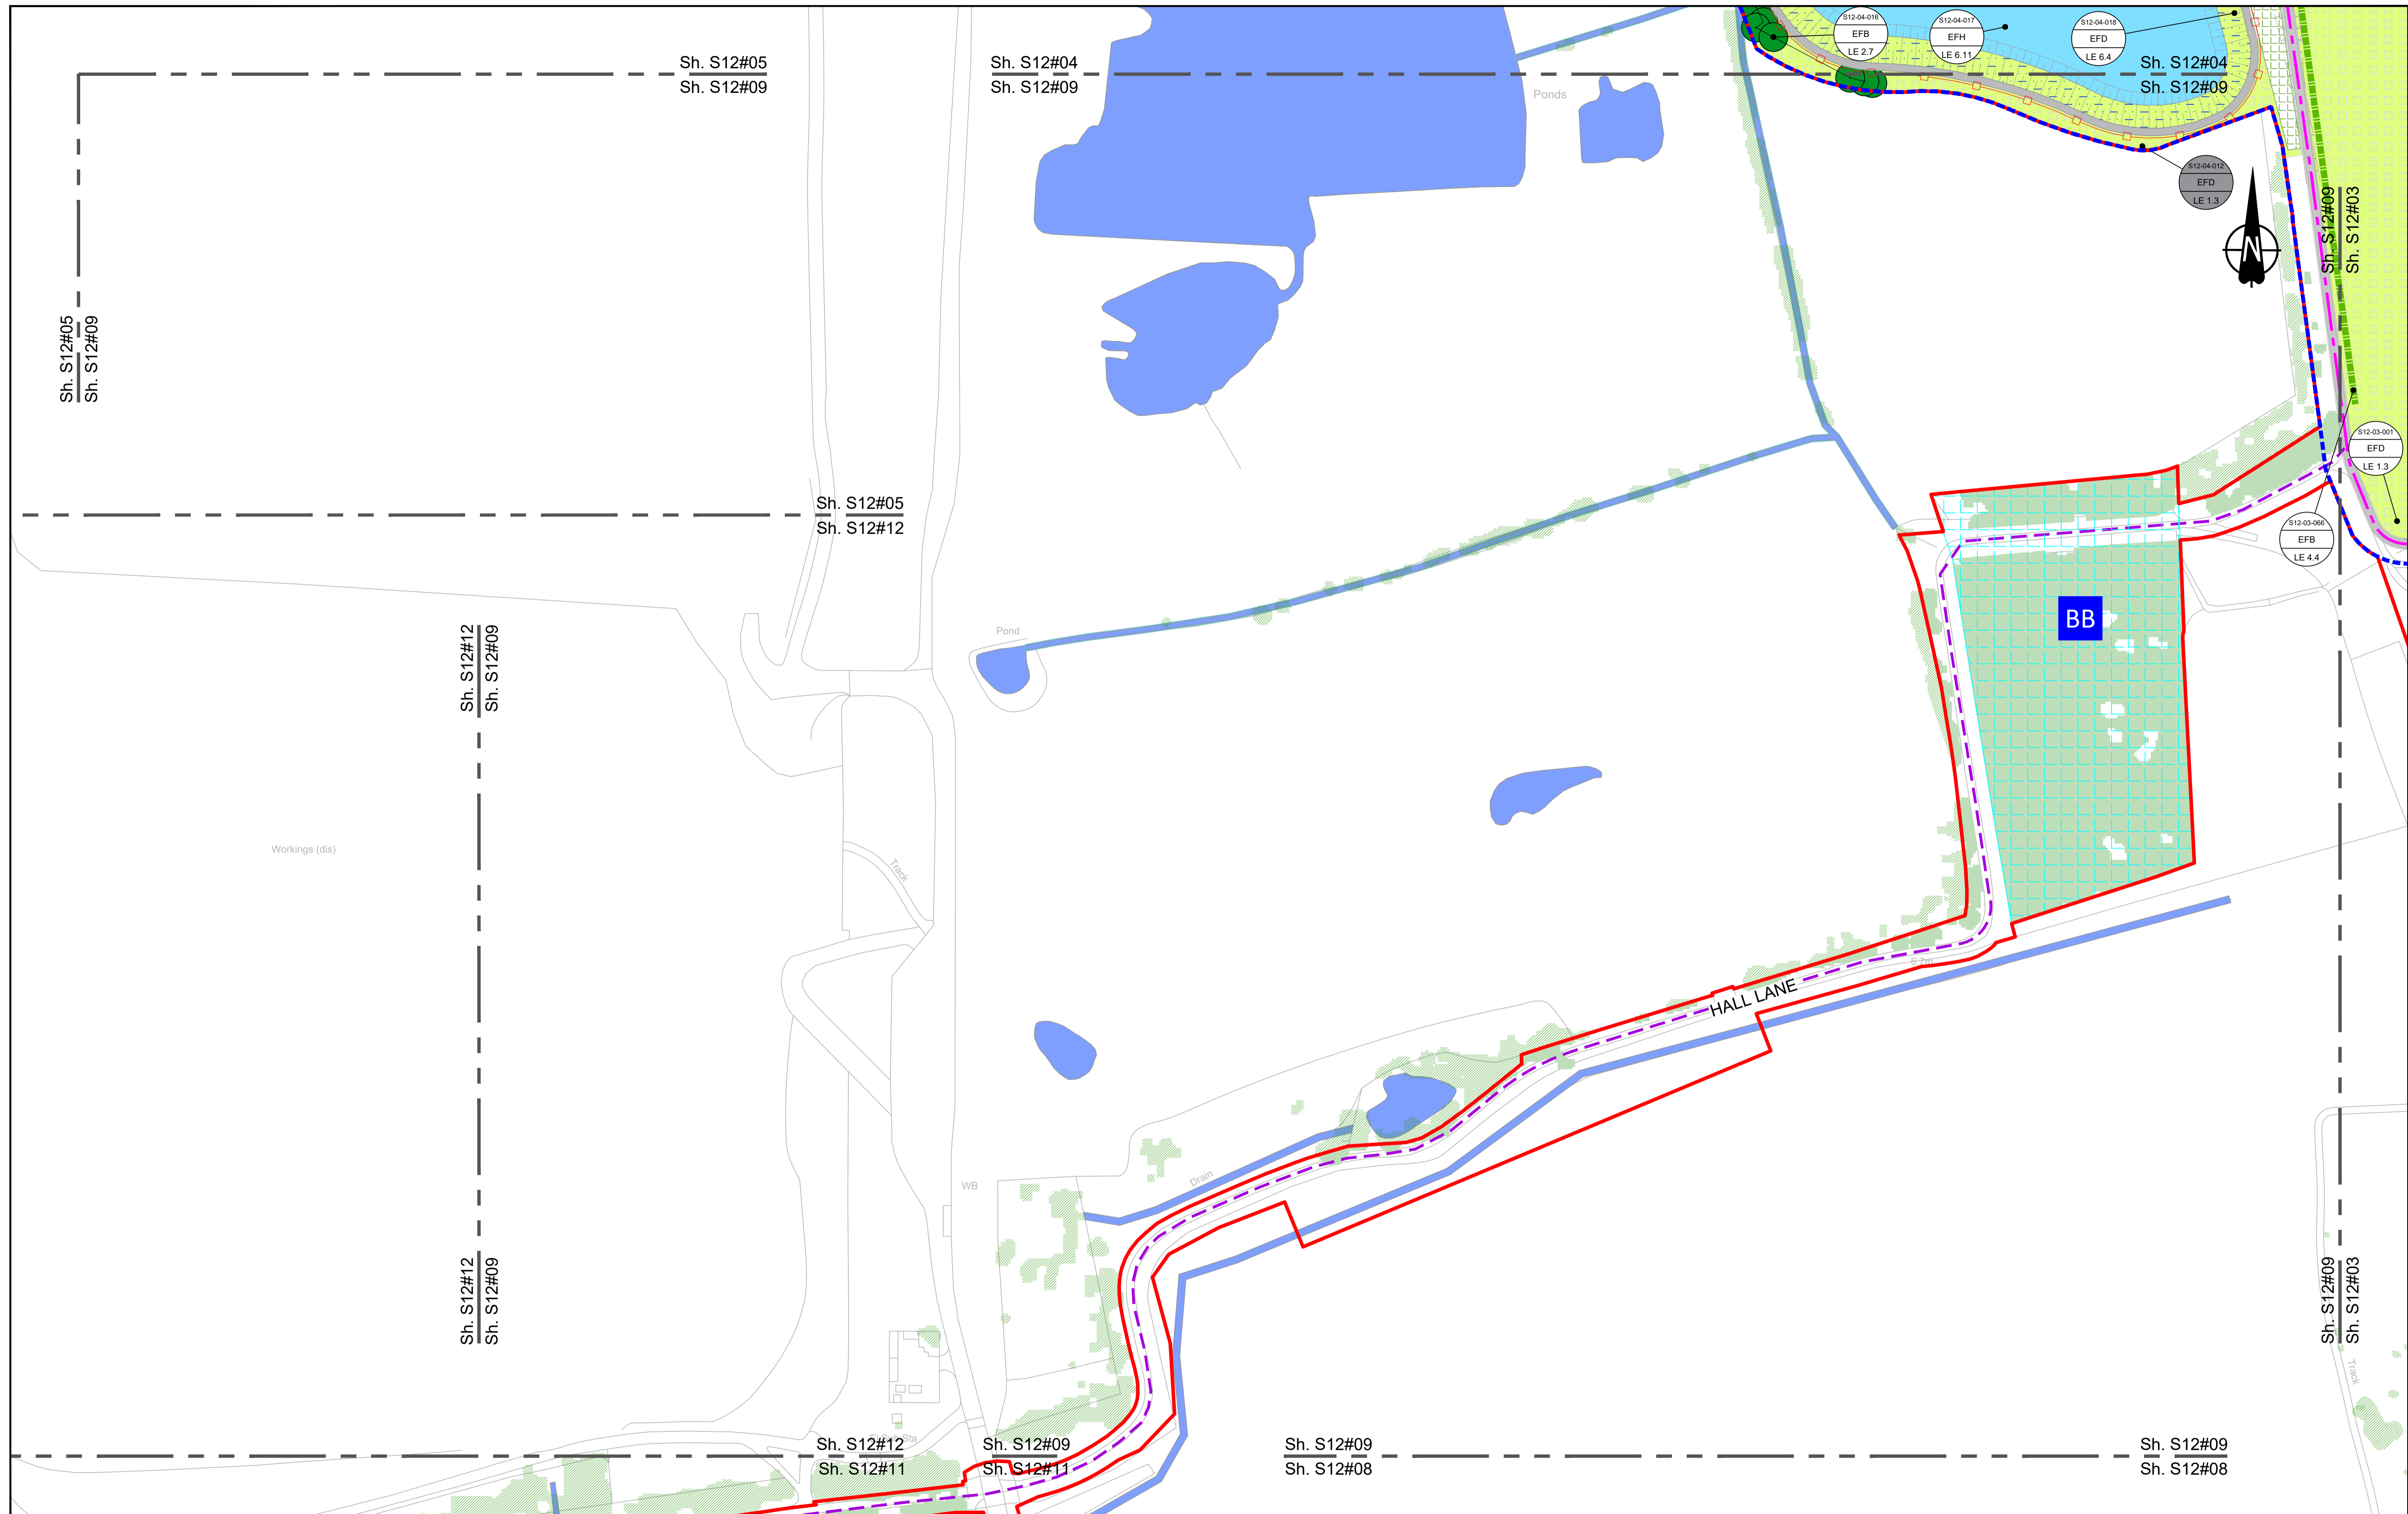 S12-04-016
EFB
LE 2.7
S12-04-017
EFH
LE 6.11
S12-04-018
EFD
LE 6.4
Sh. S12#05
Sh. S12#09
Sh. S12#04
Sh. S12#09
Sh. S12#04
Sh. S12#09
Ponds
S12-04-012
EFD
LE 1.3
N
Sh. S12#09
Sh. S12#03
Sh. S12#05
Sh. S12#09
S12-03-001
EFD
LE 1.3
Sh. S12#05
Sh. S12#12
S12-03-066
EFB
LE 4.4
BB
Pond
Sh. S12#12
Sh. S12#09
Workings (dis)
Track
6.7m
HALL LANE
Drain
WB
Sh. S12#12
Sh. S12#09
Sh. S12#09
Sh. S12#03
Track
Sta
Sh. S12#12
Sh. S12#11
Sh. S12#09
Sh. S12#11
Sh. S12#09
Sh. S12#08
Sh. S12#09
Sh. S12#08